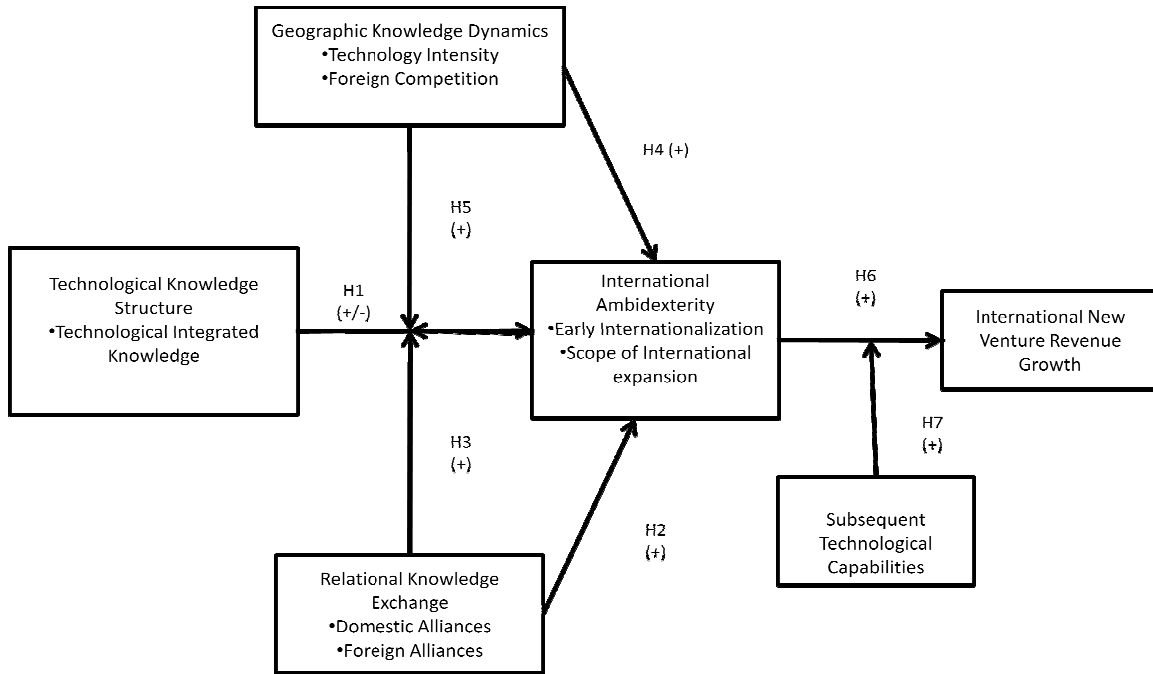 Geographic Knowledge Dynamics
•Technology Intensity
•Foreign Competition
H4 (+)
H5
(+)
Technological Knowledge
Structure
•Technological Integrated
Knowledge
H1
(+/-)
International
Ambidexterity
•Early Internationalization
•Scope of International
expansion
H6
(+)
International New
Venture Revenue
Growth
H3
(+)
H7
(+)
H2
(+)
Subsequent
Technological
Capabilities
Relational Knowledge
Exchange
•Domestic Alliances
•Foreign Alliances